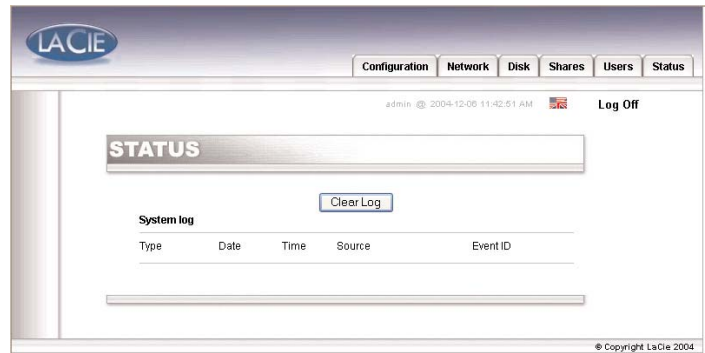 LACIE
Configuration Network Disk Shares Users Status
admin @ 2004-12-06 11:42:51 AM Log Off
STATUS
Clear Log
System log
Type Date Time Source Event ID
© Copyright LaCie 2004